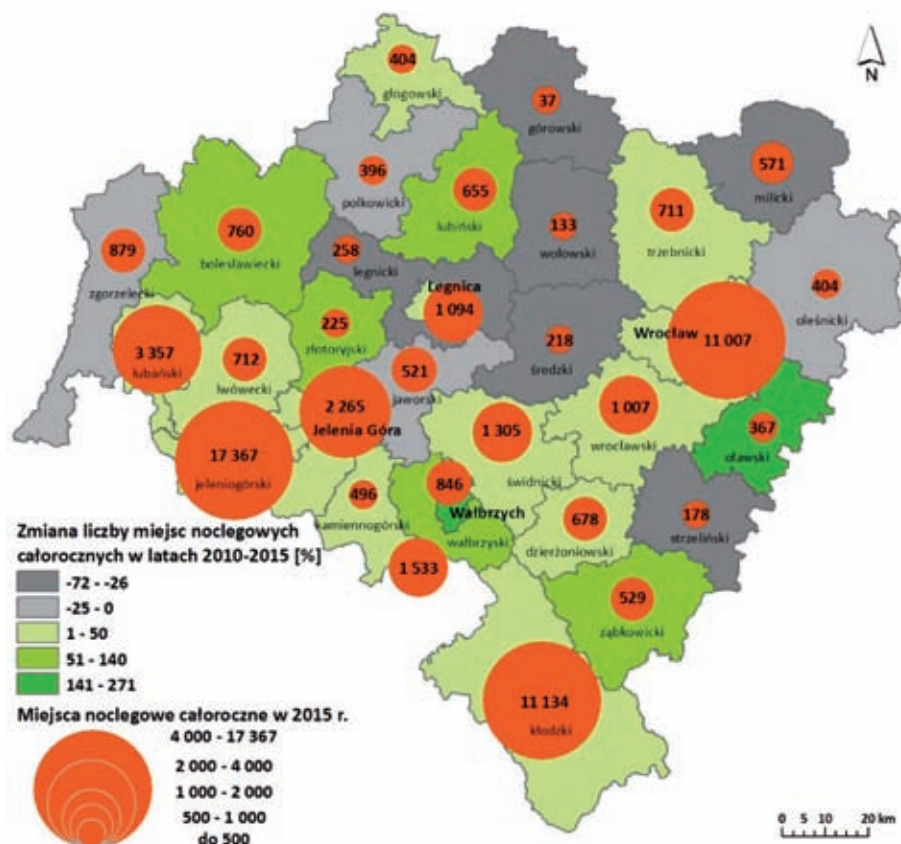 404
głogowski
N
37
górowski
571
milicki
396
polkowicki
655
lubiński
711
trzebnicki
133
wołowski
760
bolesławiecki
879
zgorzelecki
258
legnicki
404
oleśnicki
Legnica
1 094
Wrocław
11 007
3 357
lubański
712
lwówecki
225
złotoryjski
218
średzki
521
jaworski
2 265
Jelenia Góra
1 305
świdnicki
1 007
wrocławski
367
oławski
17 367
jeleniogórski
496
kamiennogórski
846
Wałbrzych
wałbrzyski
678
dzierżoniowski
178
strzeliński
1 533
529
ząbkowicki
11 134
kłodzki
Zmiana liczby miejsc noclegowych
całorocznych w latach 2010-2015 [%]
-72 - -26
-25 - 0
1 - 50
51 - 140
141 - 271
Miejsca noclegowe całoroczne w 2015 r.
4 000 - 17 367
2 000 - 4 000
1 000 - 2 000
500 - 1 000
do 500
0 5 10 20 km